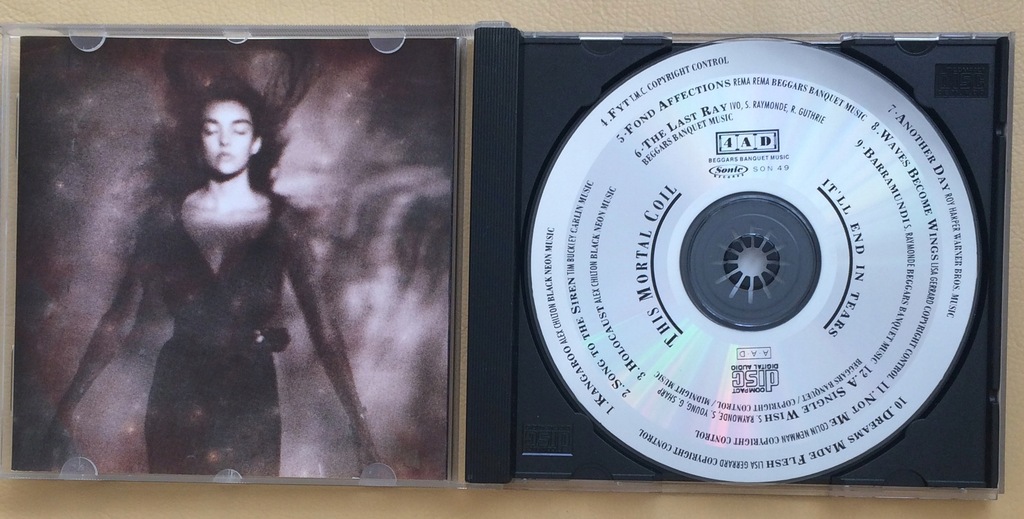 4. FYT T.M.C. COPYRIGHT CONTROL
5. FOND AFFECTIONS REMA REMA BEGGARS BANQUET MUSIC
6. THE LAST RAY IVO, S. RAYMONDE, R. GUTHRIE
BEGGARS BANQUET MUSIC
4AD
BEGGARS BANQUET MUSIC
Sonic RECORDS SON 49
7. ANOTHER DAY ROY HARPER WARNER BROS. MUSIC
8. WAVES BECOME WINGS LISA GERRARD COPYRIGHT CONTROL
9. BARRAMUNDI S. RAYMONDE BEGGARS BANQUET MUSIC
THIS MORTAL COIL
IT'LL END IN TEARS
1. KANGAROO ALEX CHILTON BLACK NEON MUSIC
2. SONG TO THE SIREN TIM BUCKLEY CARLIN MUSIC
3. HOLOCAUST ALEX CHILTON BLACK NEON MUSIC
A·A·D
COMPACT
disc
DIGITAL AUDIO
10. DREAMS MADE FLESH LISA GERRARD COPYRIGHT CONTROL
11. NOT ME COLIN NEWMAN COPYRIGHT CONTROL
12. A SINGLE WISH S. RAYMONDE, S. YOUNG, G. SHARP
BEGGARS BANQUET / COPYRIGHT CONTROL / MIDNIGHT MUSIC